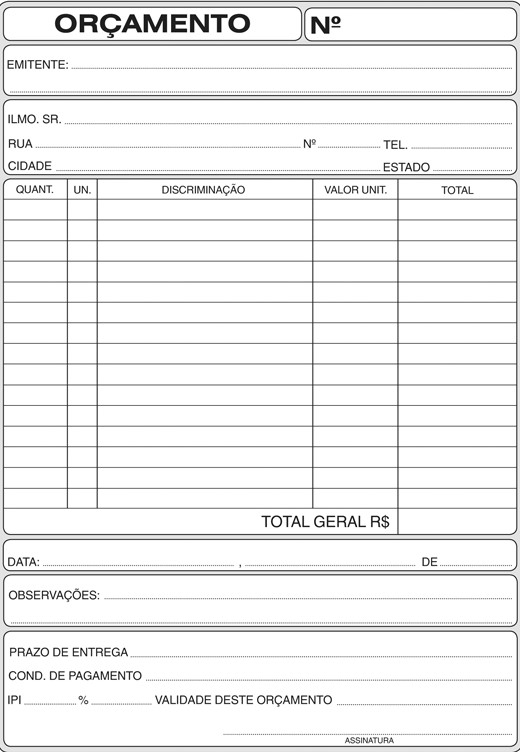 ORÇAMENTO Nº
EMITENTE:
ILMO. SR.
RUA Nº TEL.
CIDADE ESTADO
QUANT. UN. DISCRIMINAÇÃO VALOR UNIT. TOTAL
TOTAL GERAL R$
DATA: , DE
OBSERVAÇÕES:
PRAZO DE ENTREGA
COND. DE PAGAMENTO
IPI % VALIDADE DESTE ORÇAMENTO
ASSINATURA